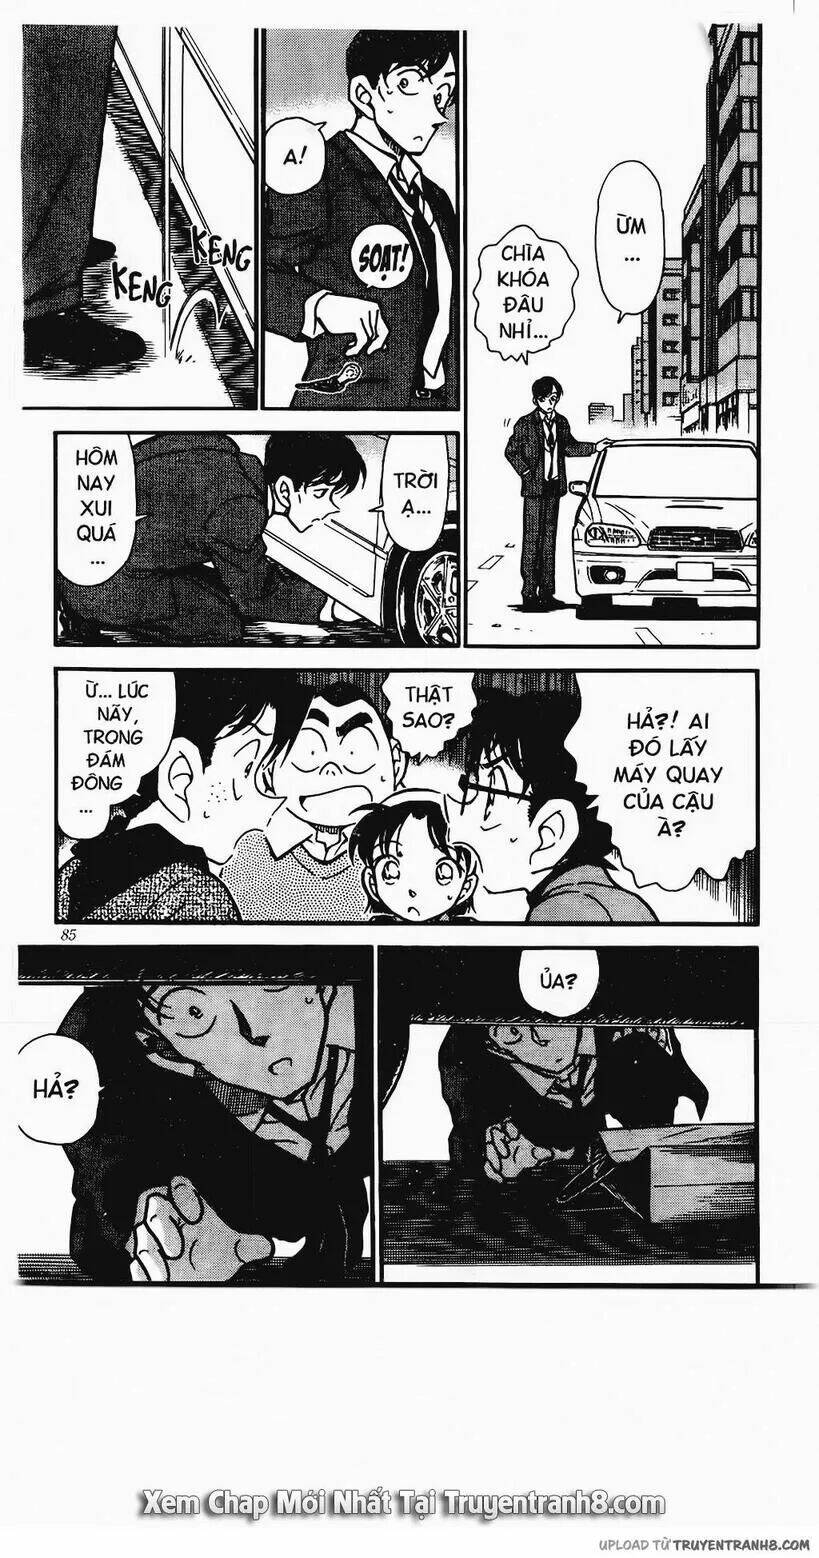 ỪM
...
CHÌA
KHÓA
ĐÂU
NHỈ...
A!
SOẠT!
KENG
KENG
TRỜI
Ạ...
HÔM
NAY
XUI
QUÁ
...
HẢ?! AI
ĐÓ LẤY
MÁY QUAY
CỦA CẬU
À?
THẬT
SAO?
Ừ... LÚC
NÃY,
TRONG
ĐÁM
ĐÔNG
...
85
ỦA?
HẢ?
Xem Chap Mới Nhất Tại Truyentranh8.com
UPLOAD TỪ TRUYENTRANH8.COM